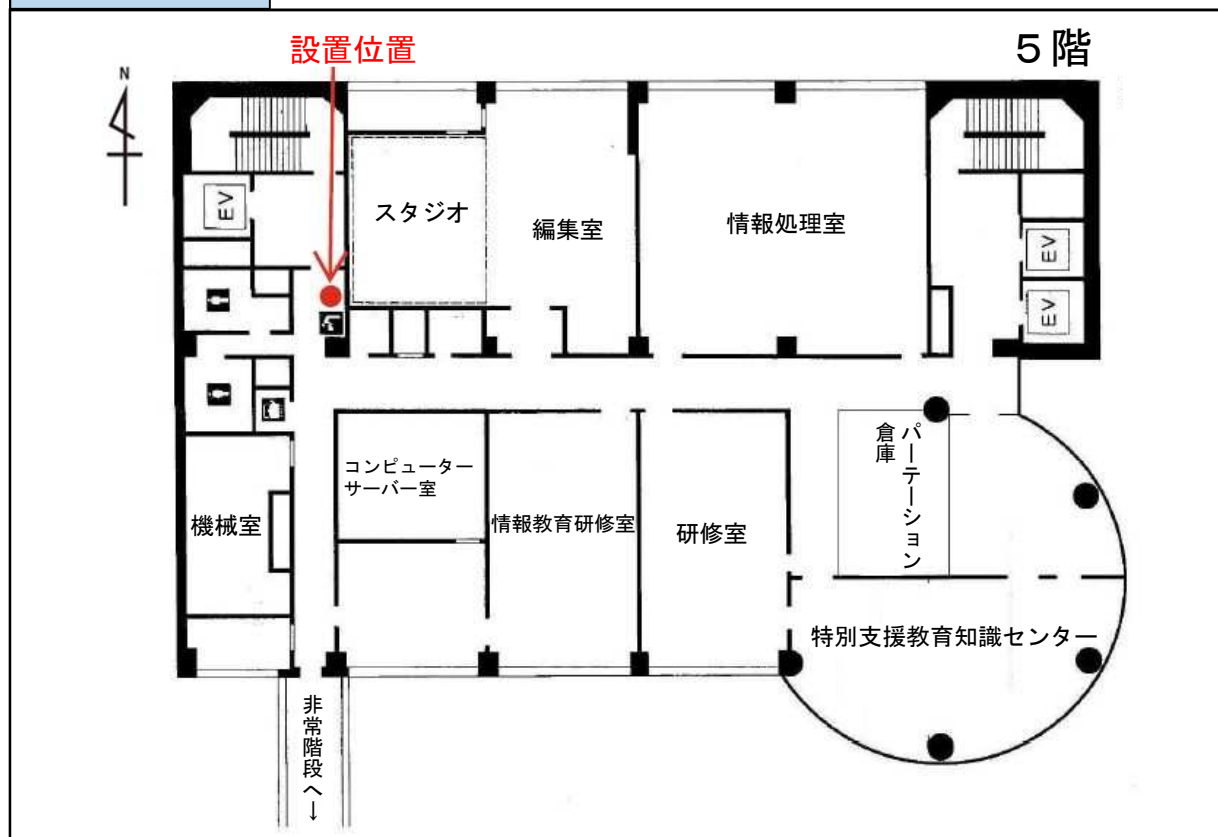 設置位置
5階
N
EV
スタジオ
編集室
情報処理室
EV
EV
パーテーション
倉庫
コンピューター
サーバー室
機械室
情報教育研修室
研修室
特別支援教育知識センター
非常階段へ↓